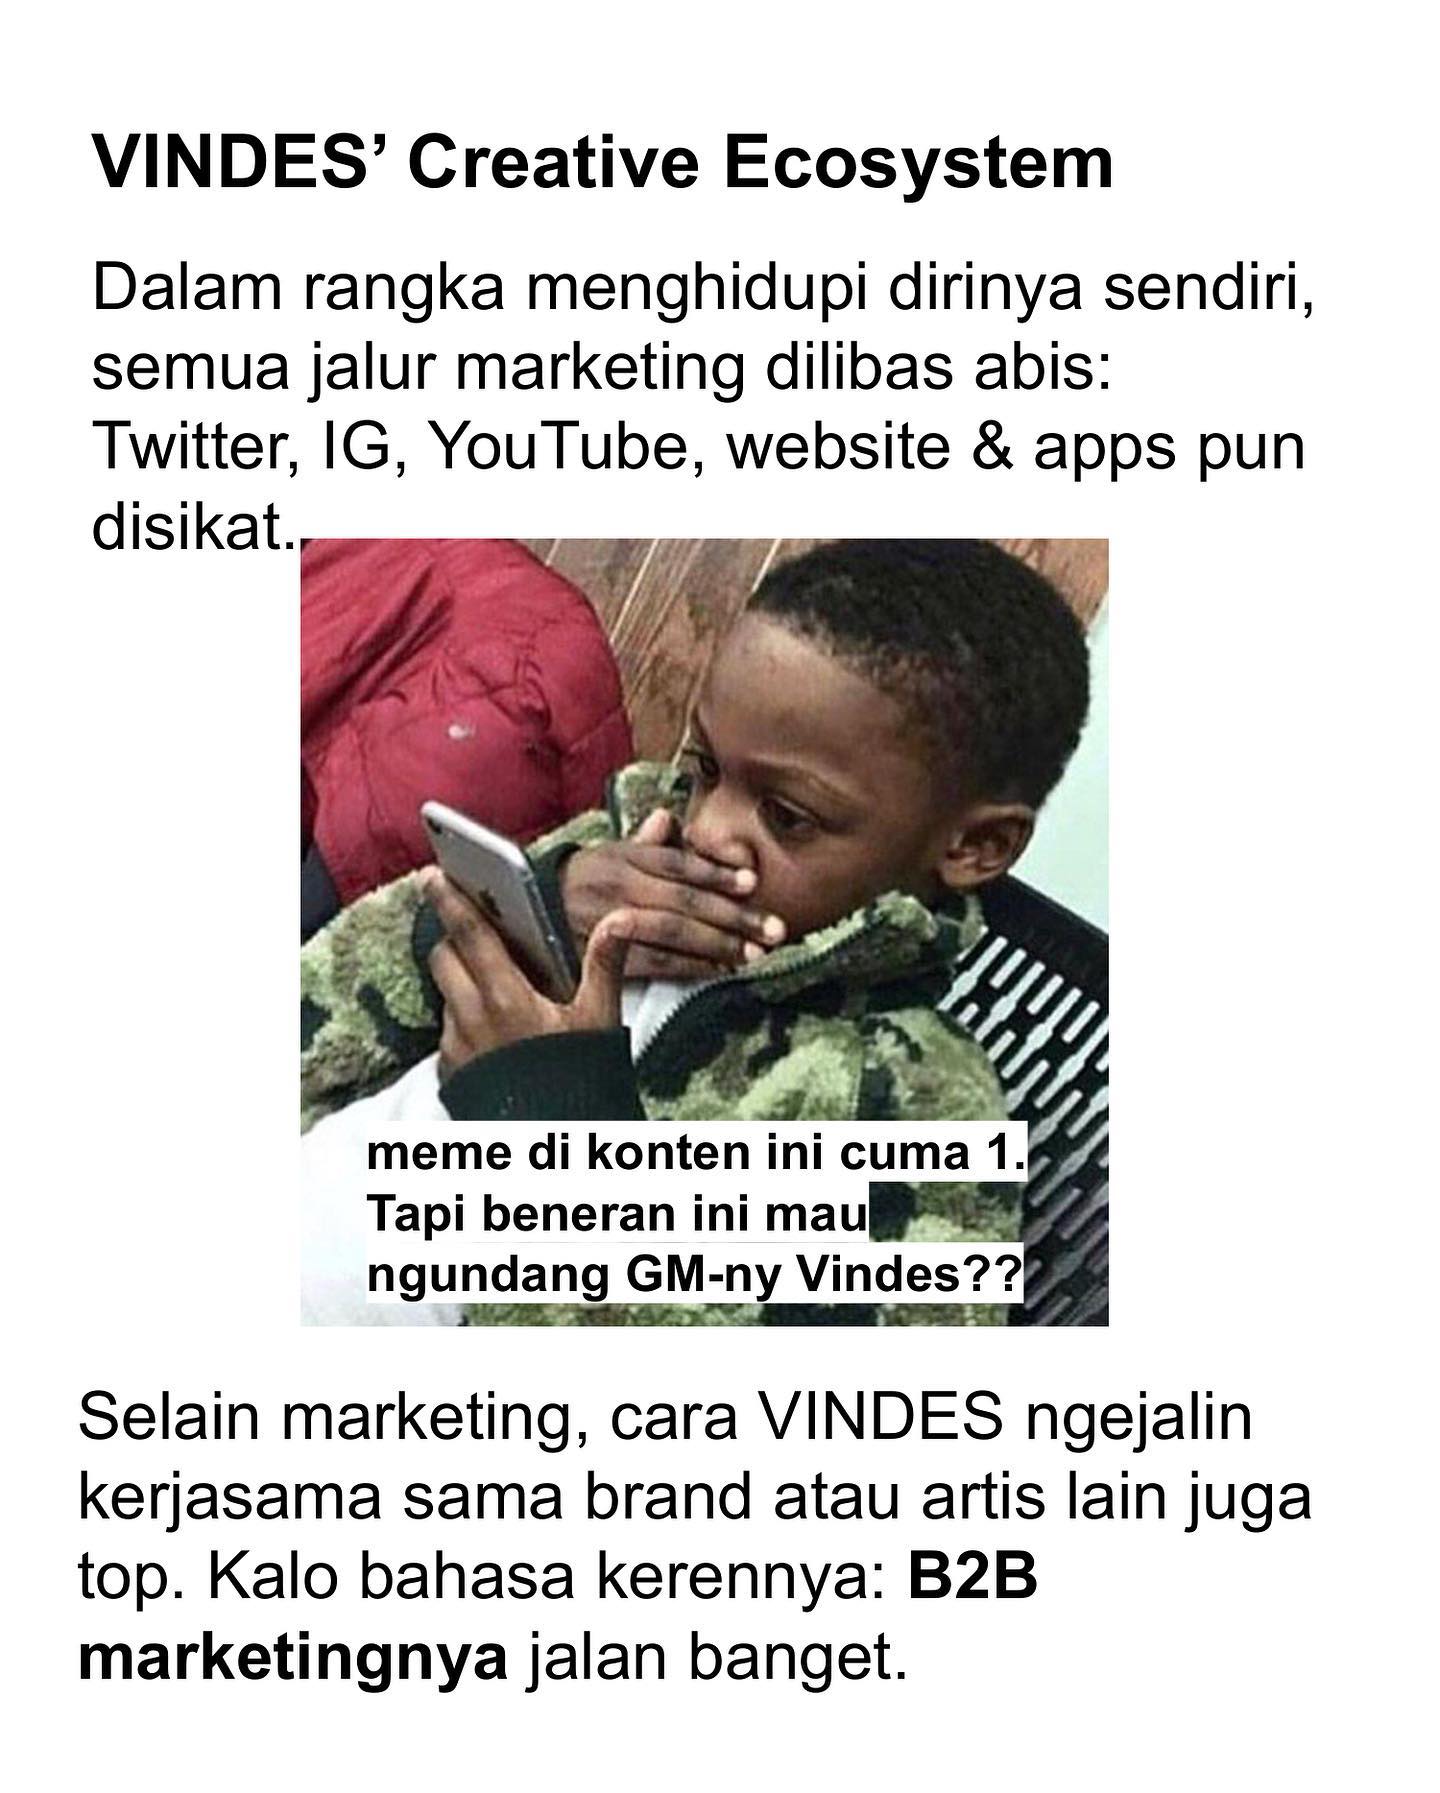 VINDES’ Creative Ecosystem
Dalam rangka menghidupi dirinya sendiri,
semua jalur marketing dilibas abis:
Twitter, IG, YouTube, website & apps pun
disikat.
meme di konten ini cuma 1.
Tapi beneran ini mau
ngundang GM-ny Vindes??
Selain marketing, cara VINDES ngejalin
kerjasama sama brand atau artis lain juga
top. Kalo bahasa kerennya: B2B
marketingnya jalan banget.